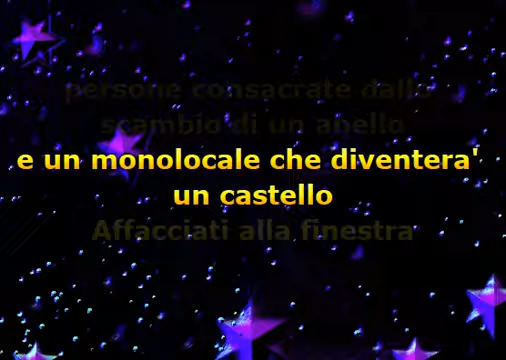 persone consacrate dallo
scambio di un anello
e un monolocale che diventera'
un castello
Affacciati alla finestra